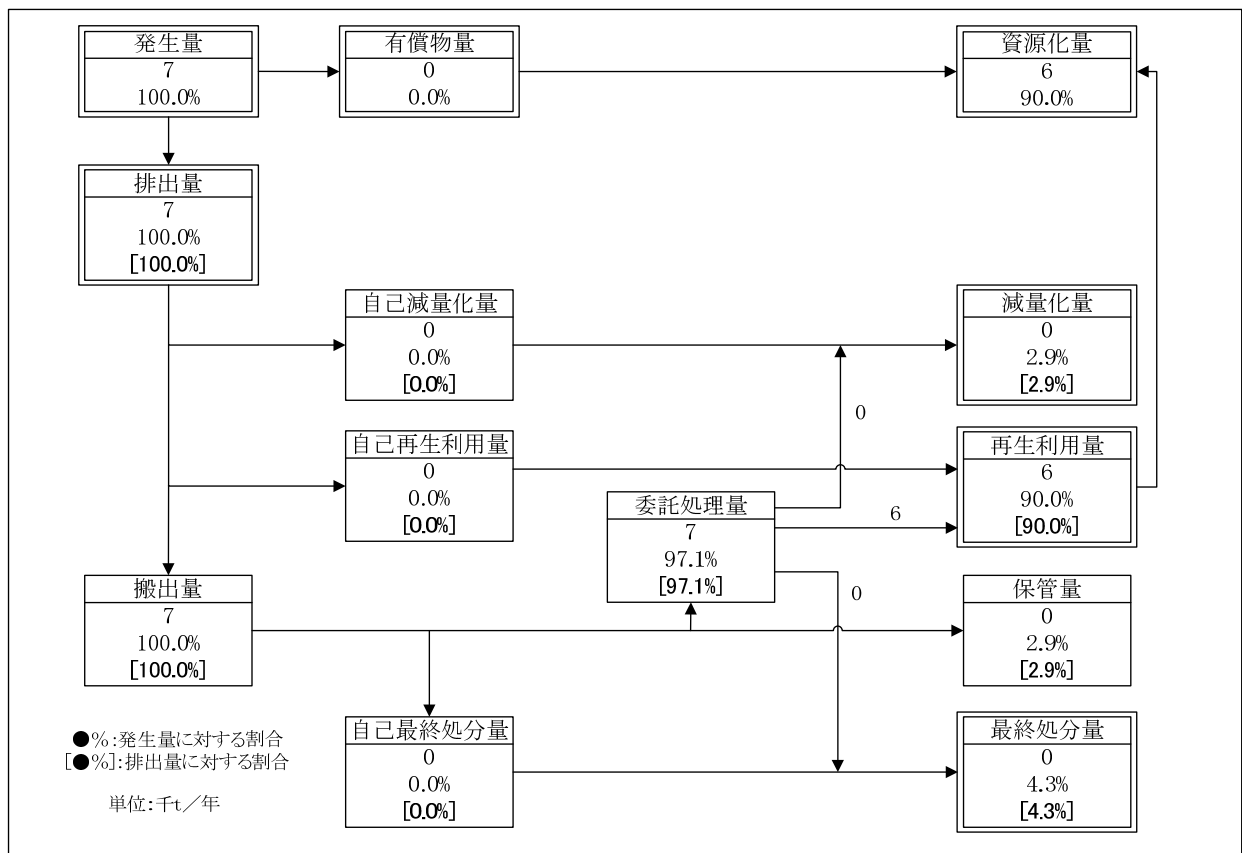 発生量
7
100.0%
有償物量
0
0.0%
資源化量
6
90.0%
排出量
7
100.0%
[100.0%]
自己減量化量
0
0.0%
[0.0%]
減量化量
0
2.9%
[2.9%]
0
自己再生利用量
0
0.0%
[0.0%]
再生利用量
6
90.0%
[90.0%]
委託処理量
7
97.1%
[97.1%]
6
0
搬出量
7
100.0%
[100.0%]
保管量
0
2.9%
[2.9%]
自己最終処分量
0
0.0%
[0.0%]
最終処分量
0
4.3%
[4.3%]
●%:発生量に対する割合
[●%]:排出量に対する割合
単位:千t/年